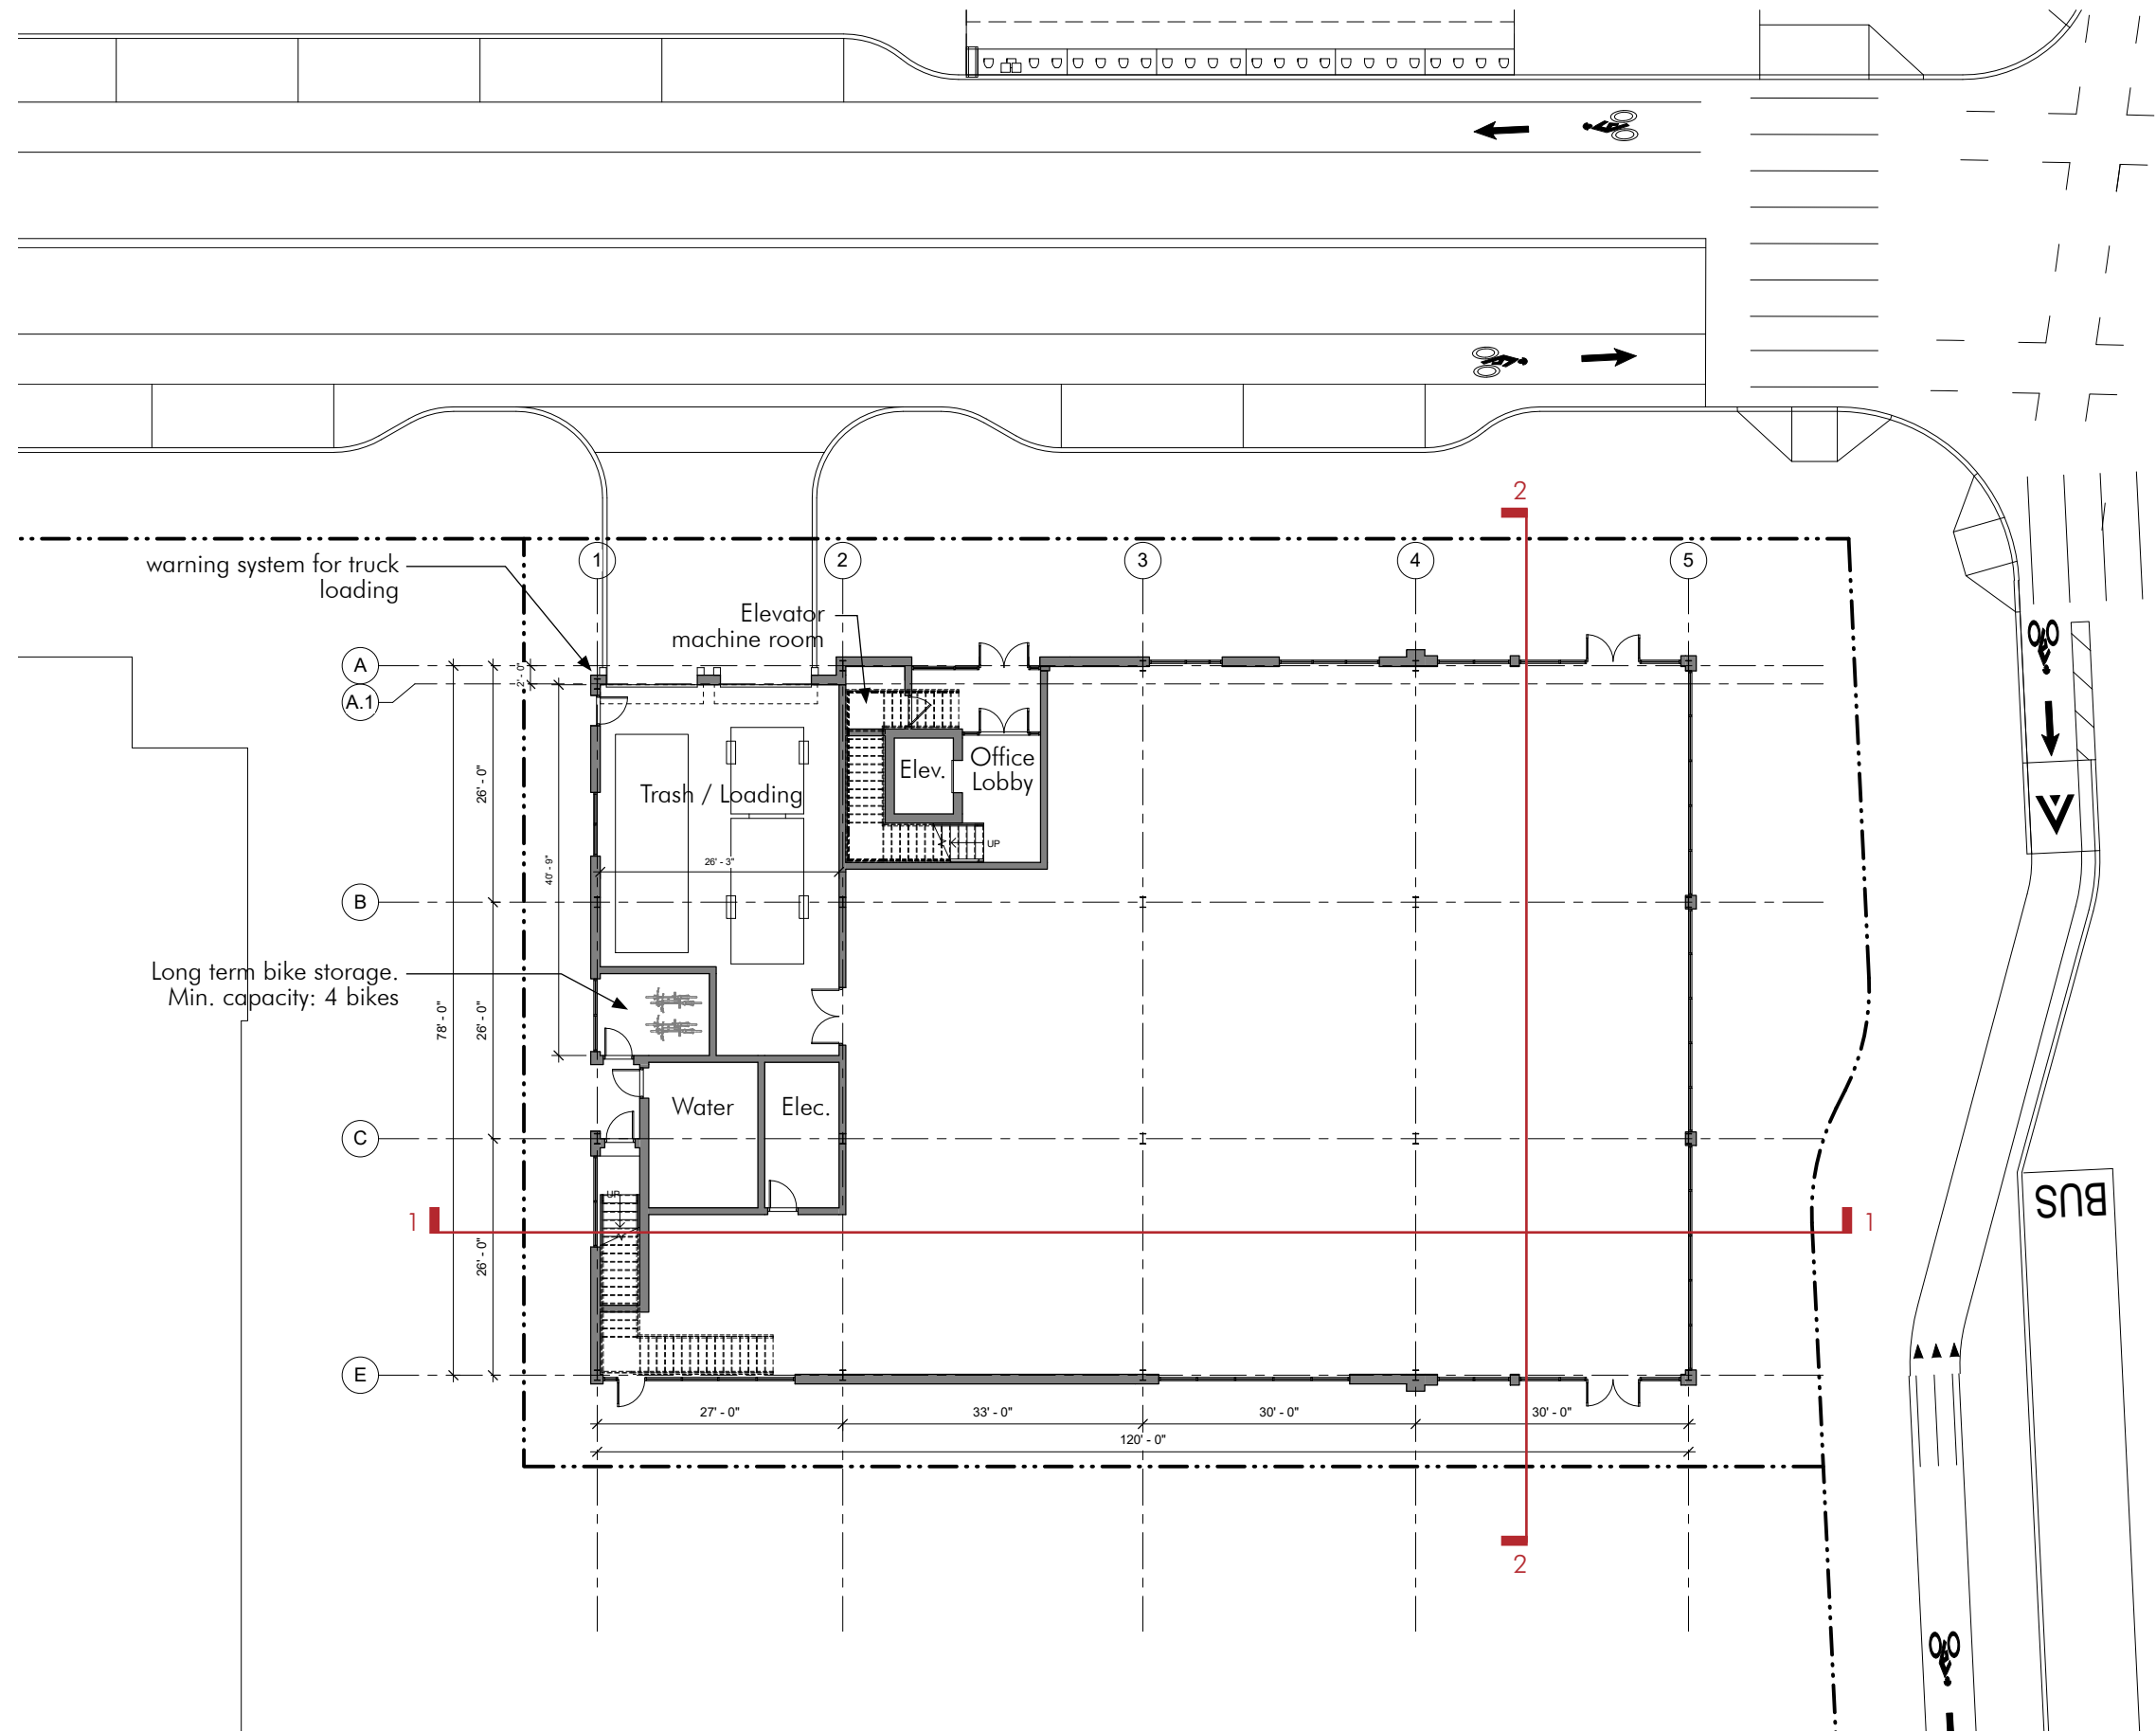 2
warning system for truck
loading
1
2
3
4
5
Elevator
machine room
A
2' - 0"
A.1
26' - 0"
Trash / Loading
Elev.
Office
Lobby
UP
26' - 3"
40' - 9"
B
Long term bike storage.
Min. capacity: 4 bikes
78' - 0"
26' - 0"
Water
Elec.
C
UP
BUS
1
1
26' - 0"
E
27' - 0"
33' - 0"
30' - 0"
30' - 0"
120' - 0"
2